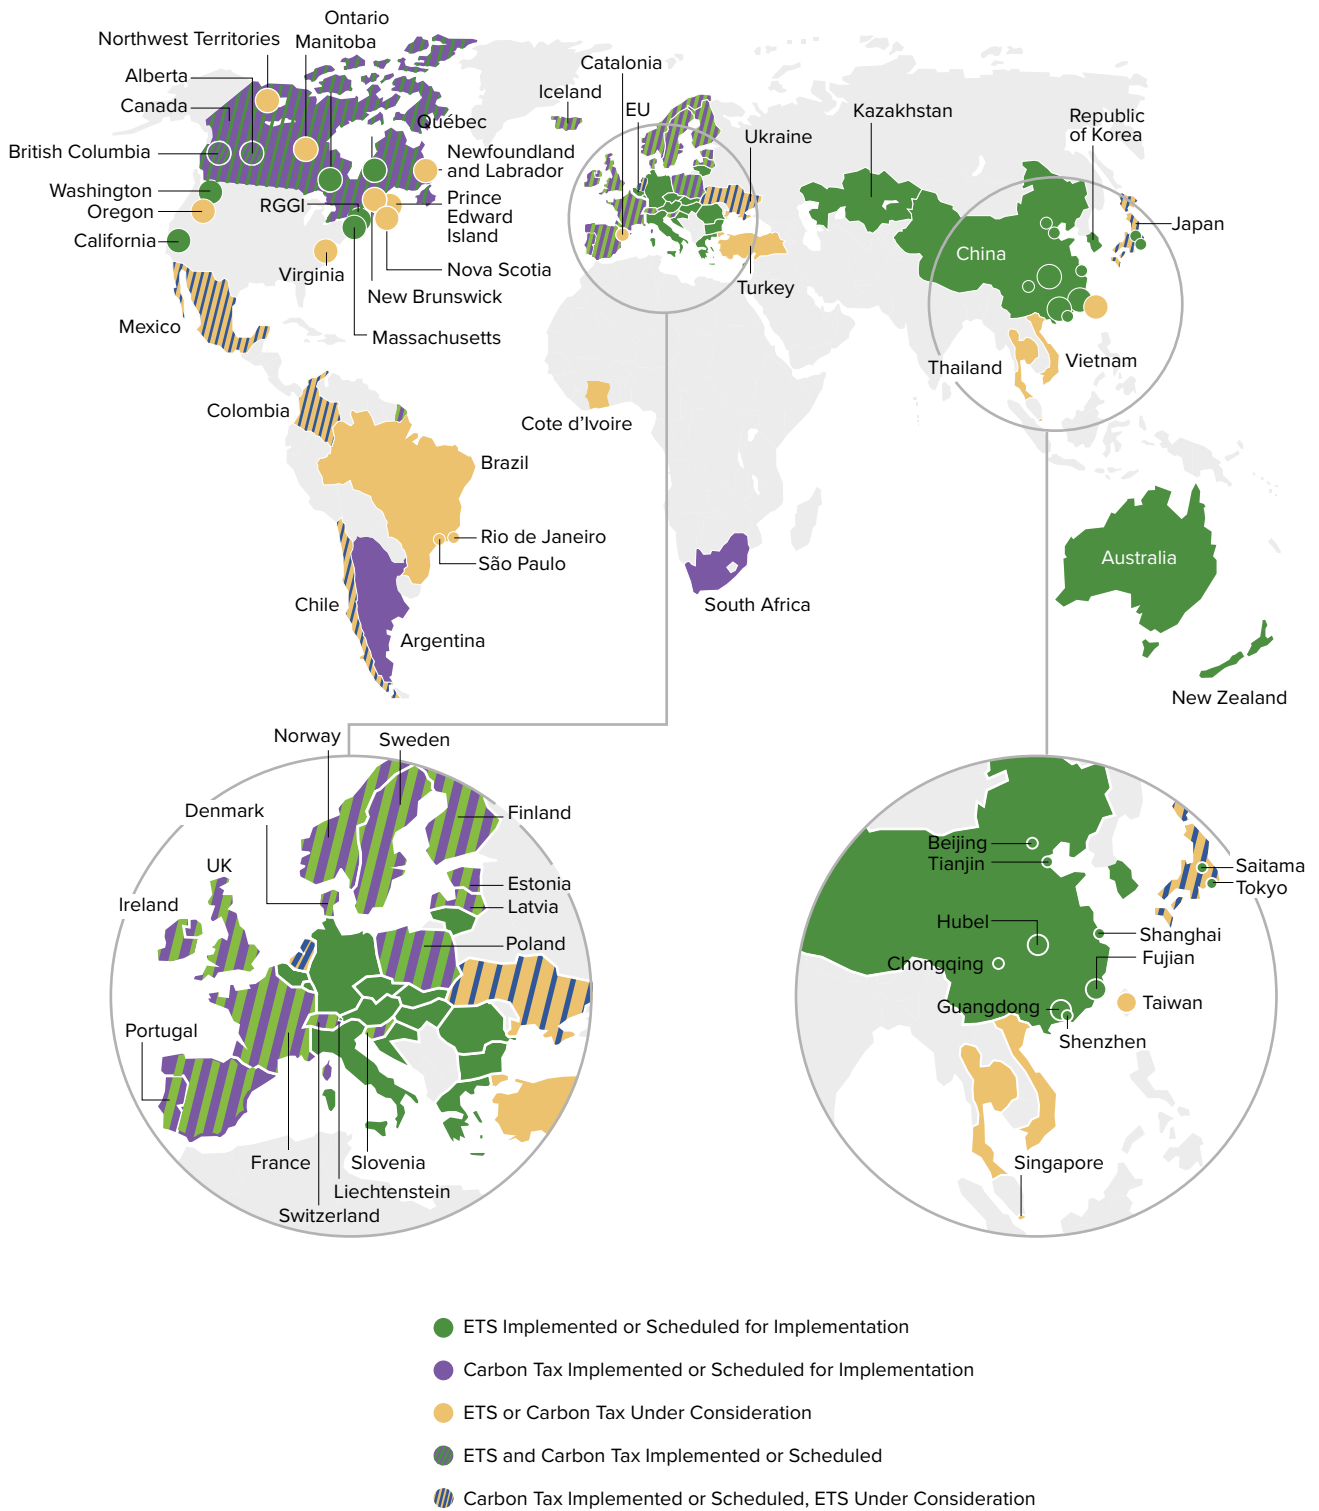 Ontario
Northwest Territories
Manitoba
Alberta
Canada
Québec
British Columbia
Newfoundland
and Labrador
Washington
Oregon
RGGI
Prince
Edward
Island
California
Virginia
Nova Scotia
New Brunswick
Mexico
Massachusetts
Catalonia
Iceland
EU
Ukraine
Kazakhstan
Republic
of Korea
Japan
China
Turkey
Thailand
Vietnam
Colombia
Cote d’Ivoire
Brazil
Rio de Janeiro
São Paulo
Chile
Argentina
South Africa
Australia
New Zealand
Norway
Sweden
Denmark
Finland
UK
Ireland
Estonia
Latvia
Poland
Portugal
France
Slovenia
Liechtenstein
Switzerland
Beijing
Tianjin
Saitama
Tokyo
Hubel
Shanghai
Fujian
Chongqing
Guangdong
Taiwan
Shenzhen
Singapore
ETS Implemented or Scheduled for Implementation
Carbon Tax Implemented or Scheduled for Implementation
ETS or Carbon Tax Under Consideration
ETS and Carbon Tax Implemented or Scheduled
Carbon Tax Implemented or Scheduled, ETS Under Consideration